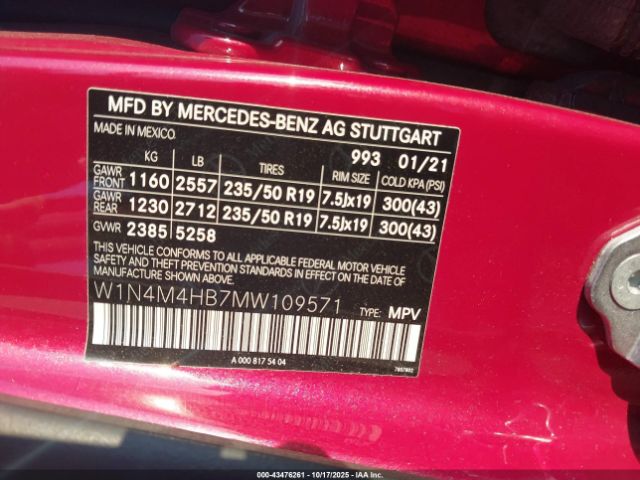 MFD BY MERCEDES-BENZ AG STUTTGART
MADE IN MEXICO
993 01/21
KG LB TIRES RIM SIZE COLD KPA (PSI)
GAWR FRONT 1160 2557 235/50 R19 7.5Jx19 300(43)
GAWR REAR 1230 2712 235/50 R19 7.5Jx19 300(43)
GVWR 2385 5258
THIS VEHICLE CONFORMS TO ALL APPLICABLE FEDERAL MOTOR VEHICLE
SAFETY AND THEFT PREVENTION STANDARDS IN EFFECT ON THE DATE OF
MANUFACTURE SHOWN ABOVE.
W1N4M4HB7MW109571 TYPE: MPV
A 000 817 54 04
000-43476261 - 10/17/2025 - IAA Inc.